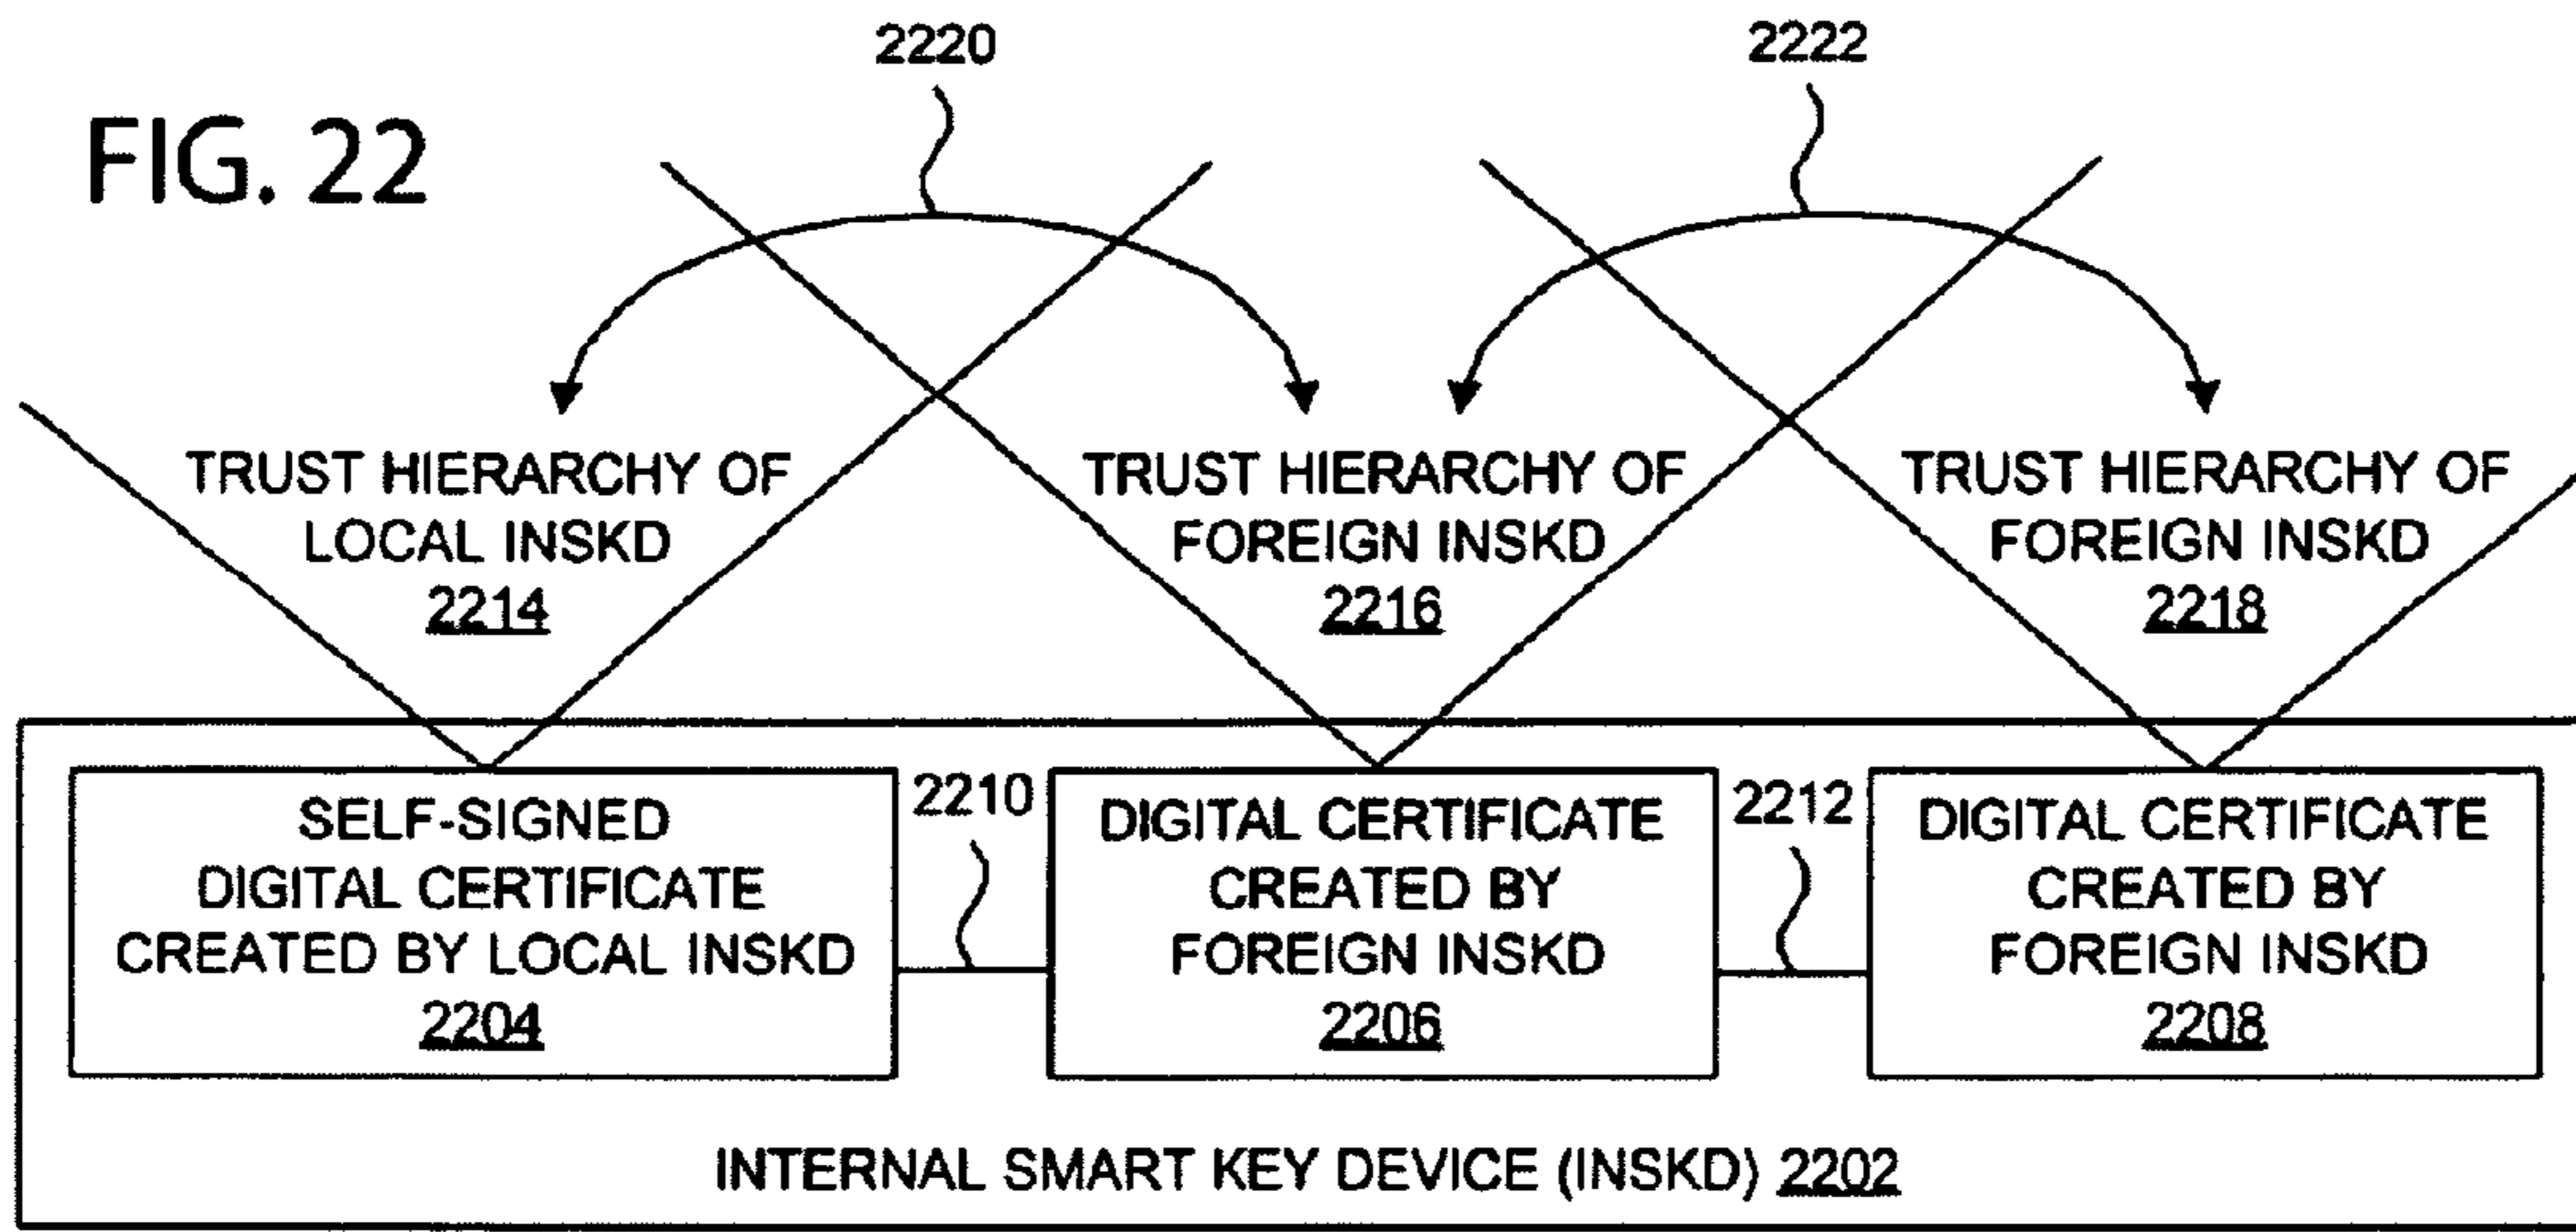 2220
2222
FIG. 22
TRUST HIERARCHY OF
LOCAL INSKD
2214
TRUST HIERARCHY OF
FOREIGN INSKD
2216
TRUST HIERARCHY OF
FOREIGN INSKD
2218
SELF-SIGNED
DIGITAL CERTIFICATE
CREATED BY LOCAL INSKD
2204
2210
DIGITAL CERTIFICATE
CREATED BY
FOREIGN INSKD
2206
2212
DIGITAL CERTIFICATE
CREATED BY
FOREIGN INSKD
2208
INTERNAL SMART KEY DEVICE (INSKD) 2202